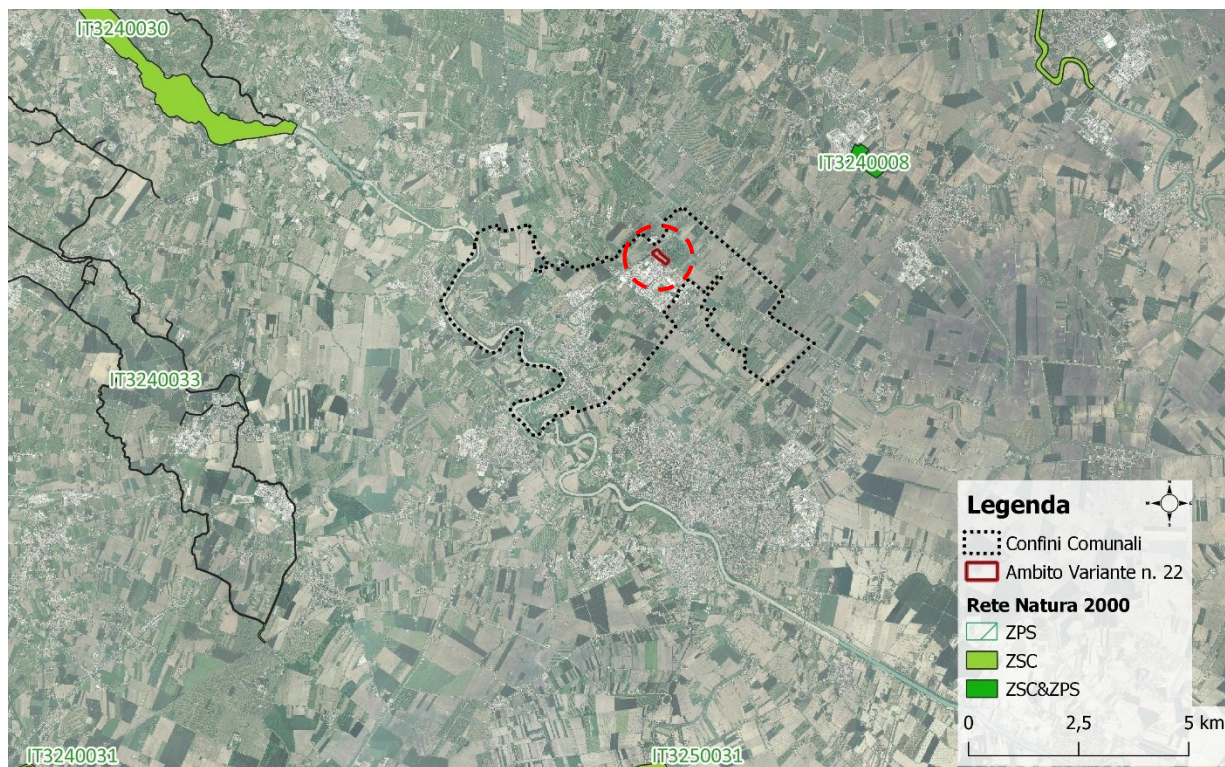 IT3240030
IT3240008
IT3240033
IT3240031
IT3250031
Legenda
Confini Comunali
Ambito Variante n. 22
Rete Natura 2000
ZPS
ZSC
ZSC&ZPS
0 2,5 5 km